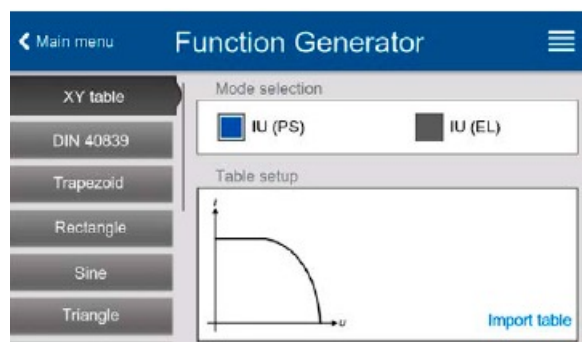 Main menu
Function Generator
XY table
DIN 40839
Trapezoid
Rectangle
Sine
Triangle
Mode selection
IU (PS)
IU (EL)
Table setup
I
U
Import table